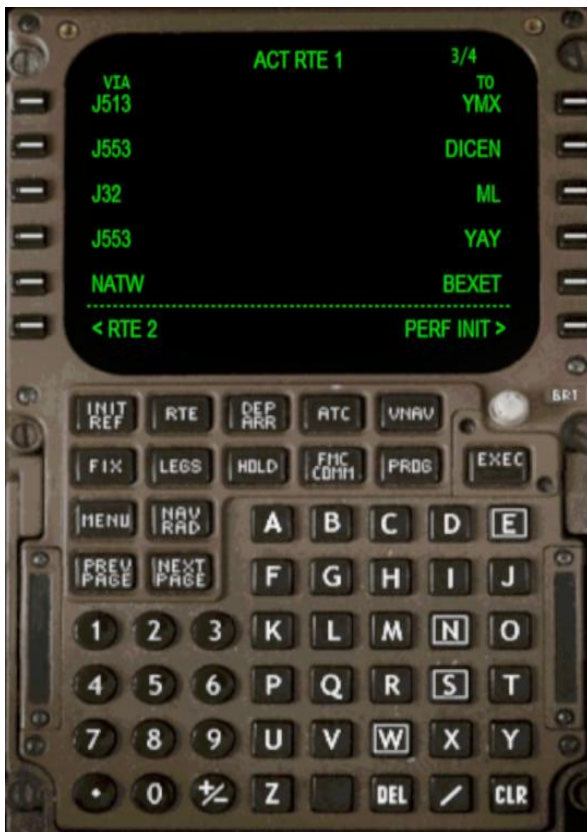 ACT RTE 1 3/4
VIA TO
J513 YMX
J553 DICEN
J32 ML
J553 YAY
NATW BEXET
--------------------------------
< RTE 2 PERF INIT >
BRT
INIT REF RTE DEP ARR ATC VNAV
FIX LEGS HOLD FMC COMM PROG EXEC
MENU NAV RAD A B C D E
PREV PAGE NEXT PAGE F G H I J
1 2 3 K L M N O
4 5 6 P Q R S T
7 8 9 U V W X Y
. 0 +/- Z DEL / CLR